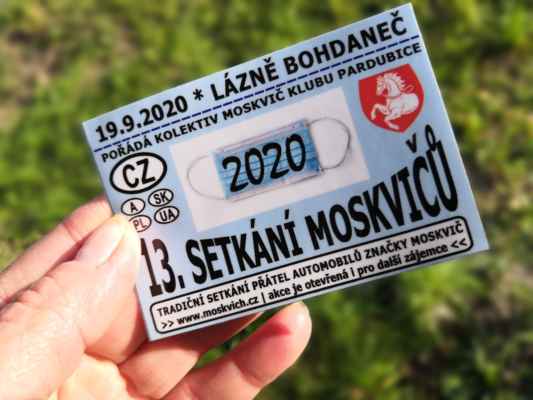 19.9.2020 * LÁZNĚ BOHDANEČ
POŘÁDÁ KOLEKTIV MOSKVIČ KLUBU PARDUBICE
CZ
A
SK
PL
UA
2020
13. SETKÁNÍ MOSKVIČŮ
TRADIČNÍ SETKÁNÍ PŘÁTEL AUTOMOBILŮ ZNAČKY MOSKVIČ
>> www.moskvich.cz | akce je otevřená i pro další zájemce <<